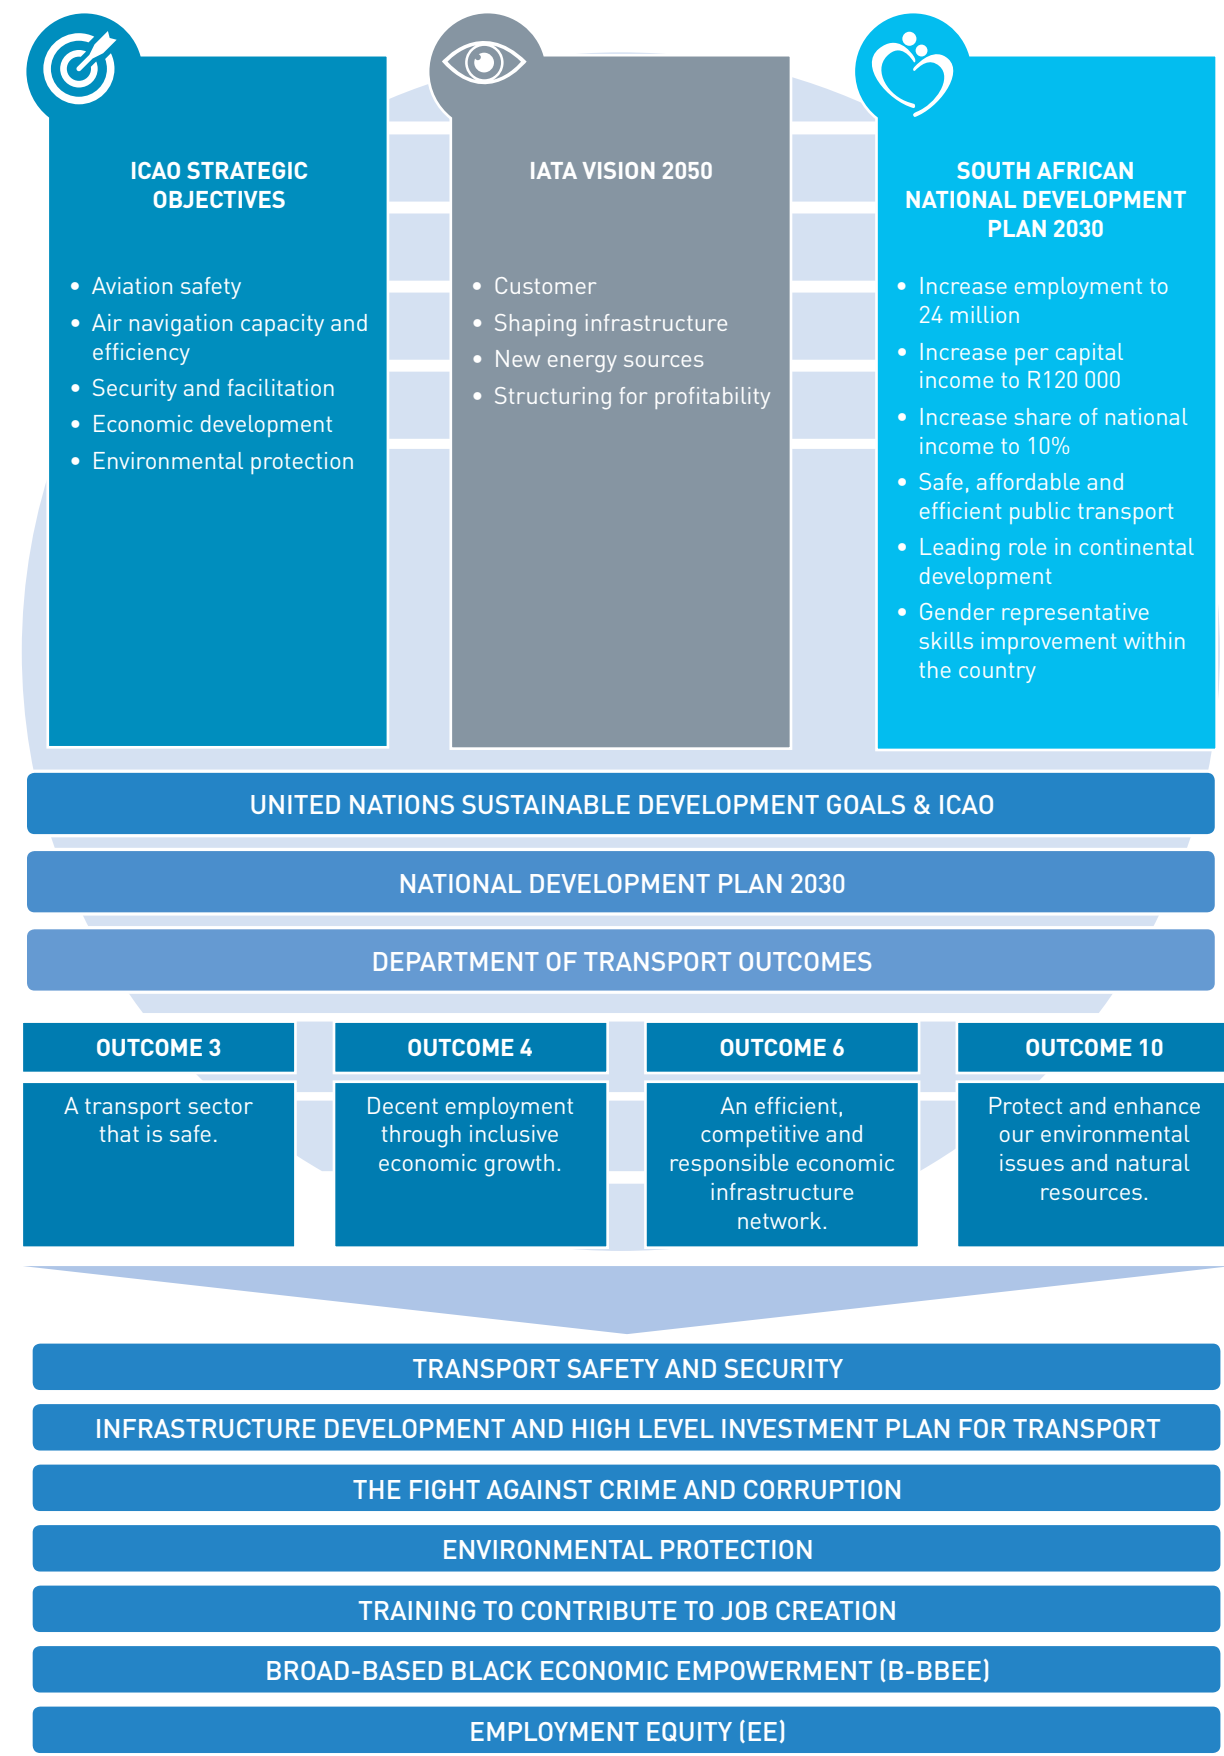 ICAO STRATEGIC
OBJECTIVES
• Aviation safety
• Air navigation capacity and
efficiency
• Security and facilitation
• Economic development
• Environmental protection
IATA VISION 2050
• Customer
• Shaping infrastructure
• New energy sources
• Structuring for profitability
SOUTH AFRICAN
NATIONAL DEVELOPMENT
PLAN 2030
• Increase employment to
24 million
• Increase per capital
income to R120 000
• Increase share of national
income to 10%
• Safe, affordable and
efficient public transport
• Leading role in continental
development
• Gender representative
skills improvement within
the country
UNITED NATIONS SUSTAINABLE DEVELOPMENT GOALS & ICAO
NATIONAL DEVELOPMENT PLAN 2030
DEPARTMENT OF TRANSPORT OUTCOMES
OUTCOME 3
A transport sector
that is safe.
OUTCOME 4
Decent employment
through inclusive
economic growth.
OUTCOME 6
An efficient,
competitive and
responsible economic
infrastructure
network.
OUTCOME 10
Protect and enhance
our environmental
issues and natural
resources.
TRANSPORT SAFETY AND SECURITY
INFRASTRUCTURE DEVELOPMENT AND HIGH LEVEL INVESTMENT PLAN FOR TRANSPORT
THE FIGHT AGAINST CRIME AND CORRUPTION
ENVIRONMENTAL PROTECTION
TRAINING TO CONTRIBUTE TO JOB CREATION
BROAD-BASED BLACK ECONOMIC EMPOWERMENT (B-BBEE)
EMPLOYMENT EQUITY (EE)